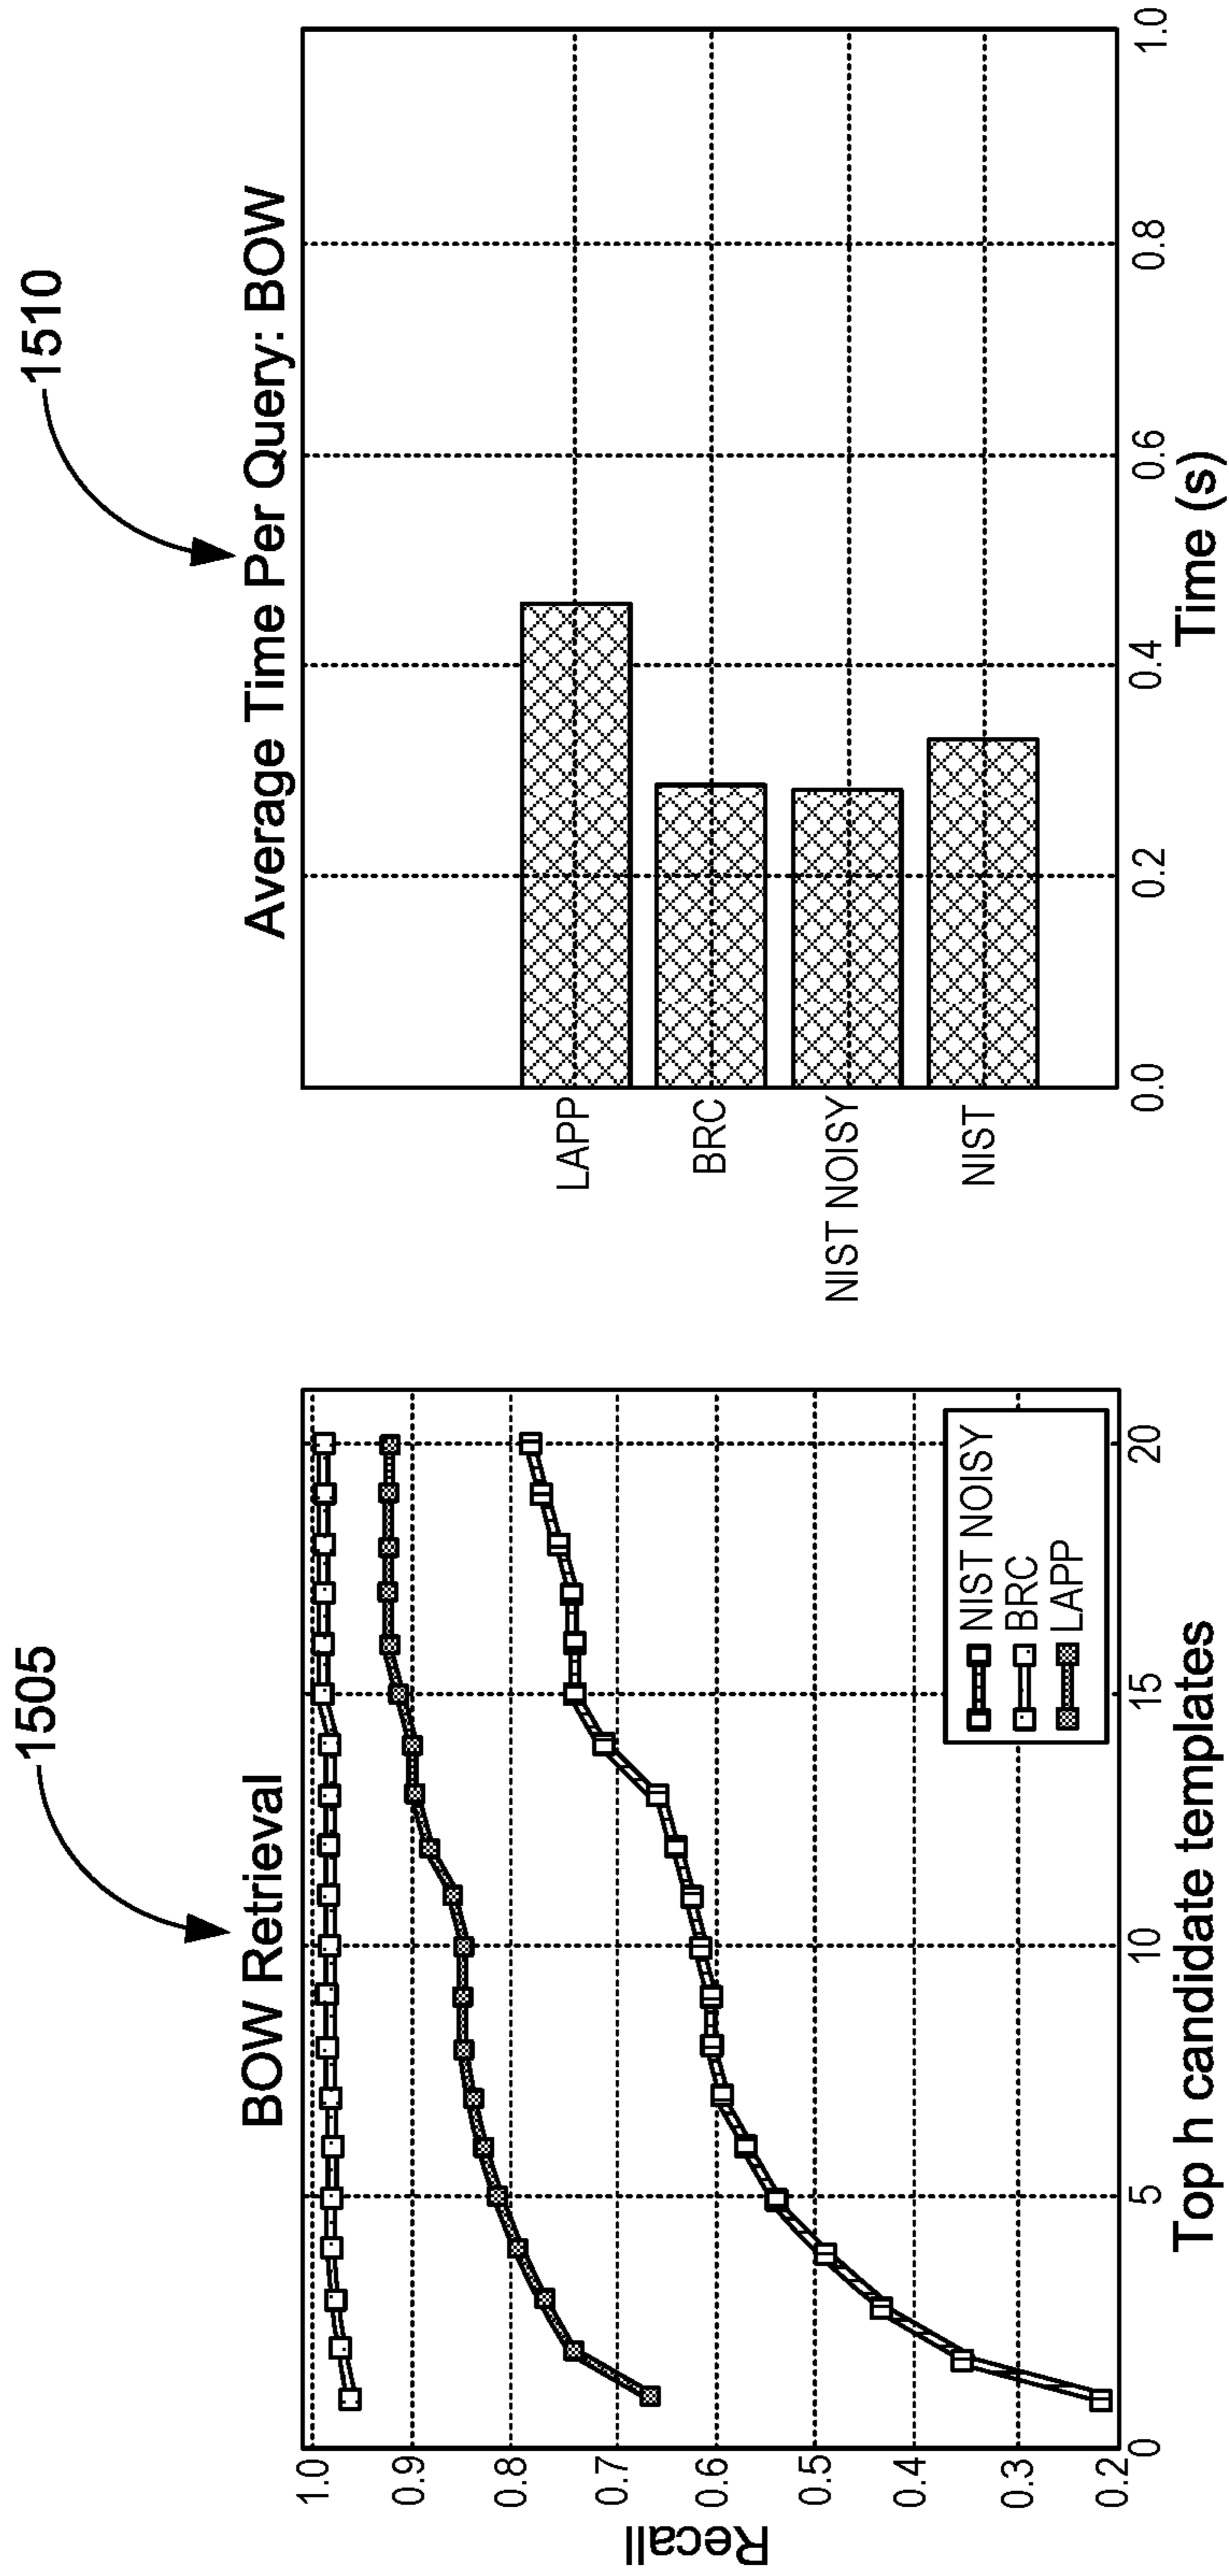 1505
BOW Retrieval
Recall
1.0
0.9
0.8
0.7
0.6
0.5
0.4
0.3
0.2
0
5
10
15
20
Top h candidate templates
NIST NOISY
BRC
LAPP
1510
Average Time Per Query: BOW
LAPP
BRC
NIST NOISY
NIST
0.0
0.2
0.4
0.6
0.8
1.0
Time (s)